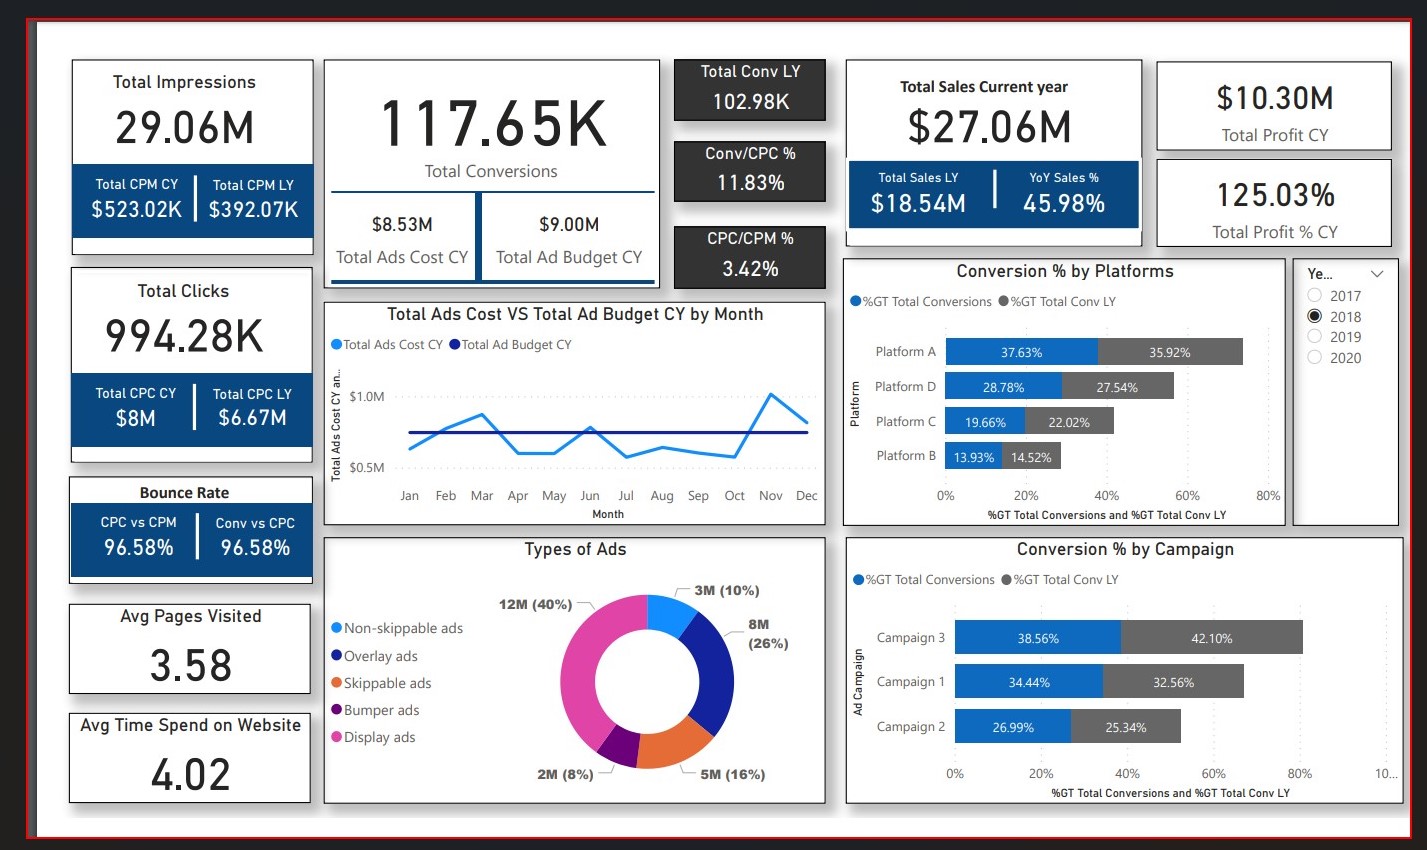 Total Impressions
29.06M
Total CPM CY
$523.02K
Total CPM LY
$392.07K
Total Clicks
994.28K
Total CPC CY
$8M
Total CPC LY
$6.67M
Bounce Rate
CPC vs CPM
96.58%
Conv vs CPC
96.58%
Avg Pages Visited
3.58
Avg Time Spend on Website
4.02
117.65K
Total Conversions
$8.53M
Total Ads Cost CY
$9.00M
Total Ad Budget CY
Total Conv LY
102.98K
Conv/CPC %
11.83%
CPC/CPM %
3.42%
Total Ads Cost VS Total Ad Budget CY by Month
Total Ads Cost CY Total Ad Budget CY
Total Ads Cost CY an...
$1.0M
$0.5M
Jan Feb Mar Apr May Jun Jul Aug Sep Oct Nov Dec
Month
Types of Ads
Non-skippable ads
Overlay ads
Skippable ads
Bumper ads
Display ads
12M (40%)
3M (10%)
8M
(26%)
5M (16%)
2M (8%)
Total Sales Current year
$27.06M
Total Sales LY
$18.54M
YoY Sales %
45.98%
$10.30M
Total Profit CY
125.03%
Total Profit % CY
Conversion % by Platforms
%GT Total Conversions %GT Total Conv LY
Platform
Platform A 37.63% 35.92%
Platform D 28.78% 27.54%
Platform C 19.66% 22.02%
Platform B 13.93% 14.52%
0% 20% 40% 60% 80%
%GT Total Conversions and %GT Total Conv LY
Ye...
2017
2018
2019
2020
Conversion % by Campaign
%GT Total Conversions %GT Total Conv LY
Ad Campaign
Campaign 3 38.56% 42.10%
Campaign 1 34.44% 32.56%
Campaign 2 26.99% 25.34%
0% 20% 40% 60% 80% 10...
%GT Total Conversions and %GT Total Conv LY